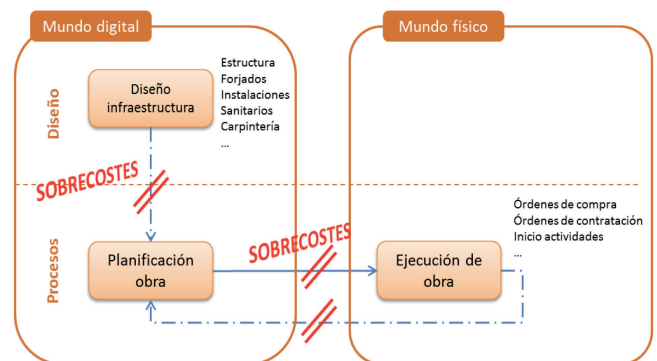 Mundo digital
Mundo físico
Diseño
Diseño
infraestructura
Estructura
Forjados
Instalaciones
Sanitarios
Carpintería
...
SOBRECOSTES
Procesos
Planificación
obra
SOBRECOSTES
Ejecución de
obra
Órdenes de compra
Órdenes de contratación
Inicio actividades
...